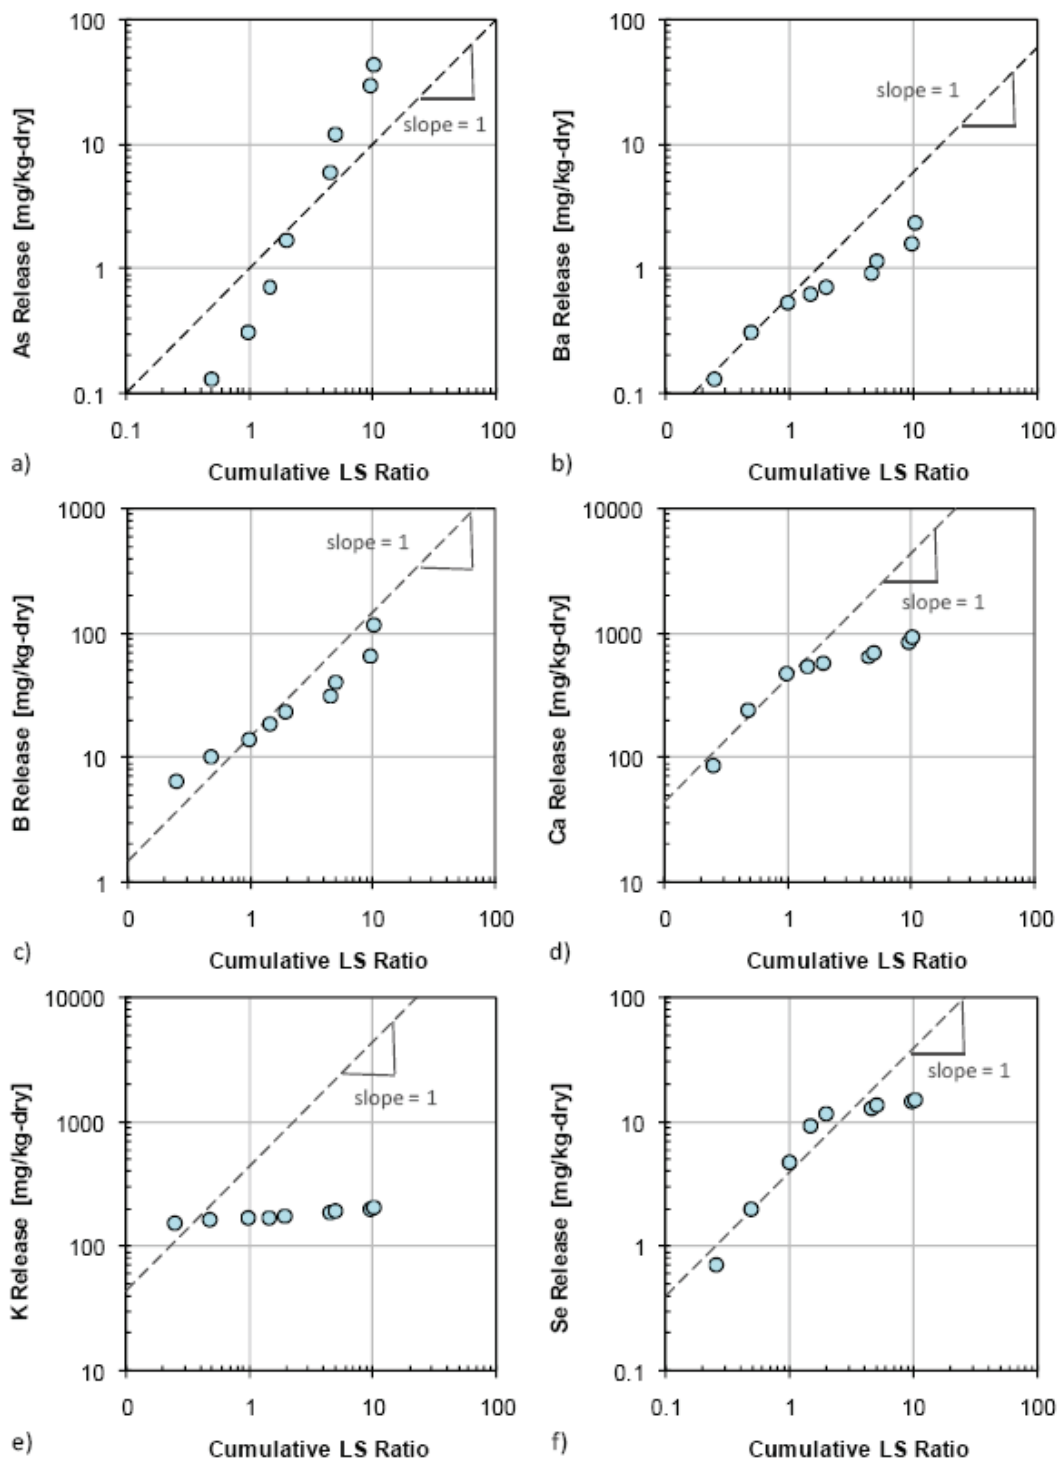 100
10
1
0.1
As Release [mg/kg-dry]
slope = 1
0.1 1 10 100
Cumulative LS Ratio
a)
100
10
1
0.1
Ba Release [mg/kg-dry]
slope = 1
0 1 10 100
Cumulative LS Ratio
b)
1000
100
10
1
B Release [mg/kg-dry]
slope = 1
0 1 10 100
Cumulative LS Ratio
c)
10000
1000
100
10
Ca Release [mg/kg-dry]
slope = 1
0 1 10 100
Cumulative LS Ratio
d)
10000
1000
100
10
K Release [mg/kg-dry]
slope = 1
0 1 10 100
Cumulative LS Ratio
e)
100
10
1
0.1
Se Release [mg/kg-dry]
slope = 1
0.1 1 10 100
Cumulative LS Ratio
f)